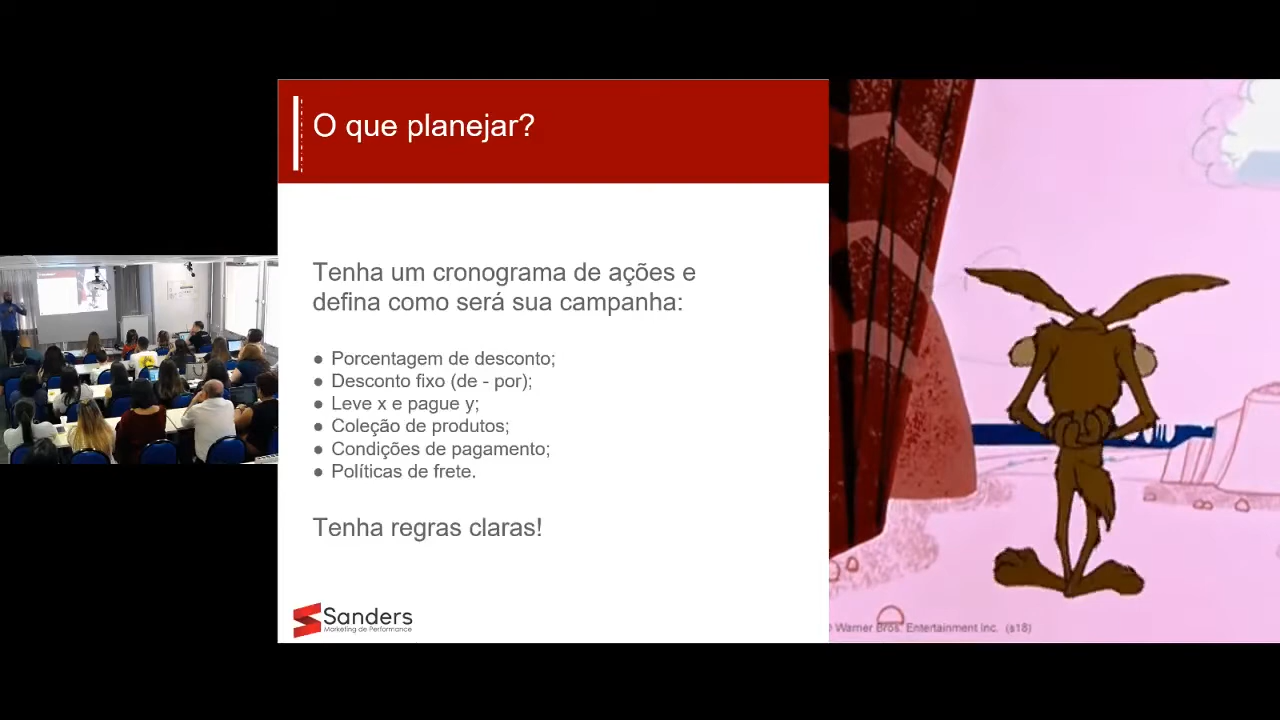 O que planejar?
Tenha um cronograma de ações e
defina como será sua campanha:
● Porcentagem de desconto;
● Desconto fixo (de - por);
● Leve x e pague y;
● Coleção de produtos;
● Condições de pagamento;
● Políticas de frete.
Tenha regras claras!
Sanders
Marketing de Performance
Warner Bros. Entertainment Inc. (s18)